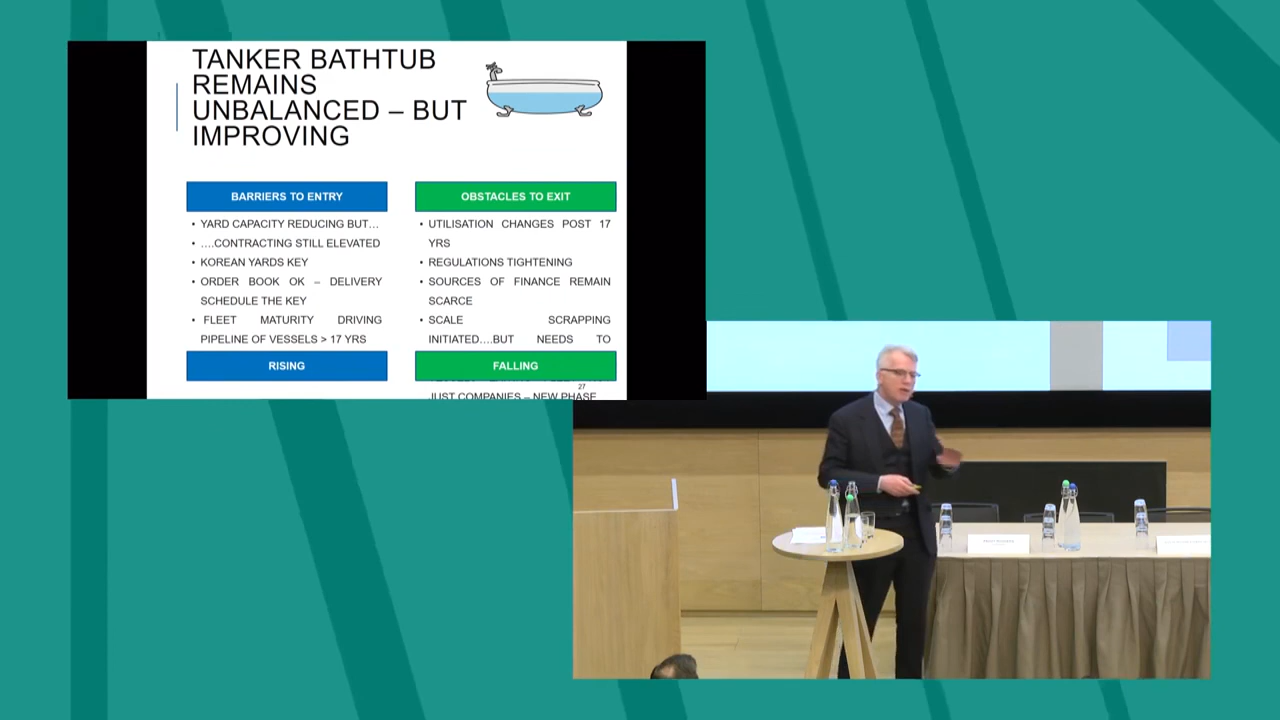 TANKER BATHTUB
REMAINS
UNBALANCED – BUT
IMPROVING
BARRIERS TO ENTRY
• YARD CAPACITY REDUCING BUT…
• ….CONTRACTING STILL ELEVATED
• KOREAN YARDS KEY
• ORDER BOOK OK – DELIVERY
SCHEDULE THE KEY
• FLEET MATURITY DRIVING
PIPELINE OF VESSELS > 17 YRS
RISING
OBSTACLES TO EXIT
• UTILISATION CHANGES POST 17
YRS
• REGULATIONS TIGHTENING
• SOURCES OF FINANCE REMAIN
SCARCE
• SCALE SCRAPPING
INITIATED….BUT NEEDS TO
FALLING
27
JUST COMPANIES – NEW PHASE